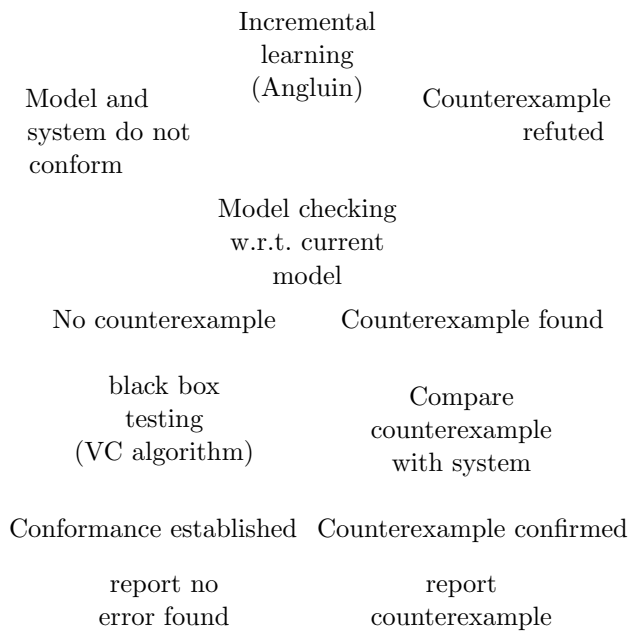 Incremental
learning
(Angluin)
Model and
system do not
conform
Counterexample
refuted
Model checking
w.r.t. current
model
No counterexample
Counterexample found
black box
testing
(VC algorithm)
Compare
counterexample
with system
Conformance established
Counterexample confirmed
report no
error found
report
counterexample